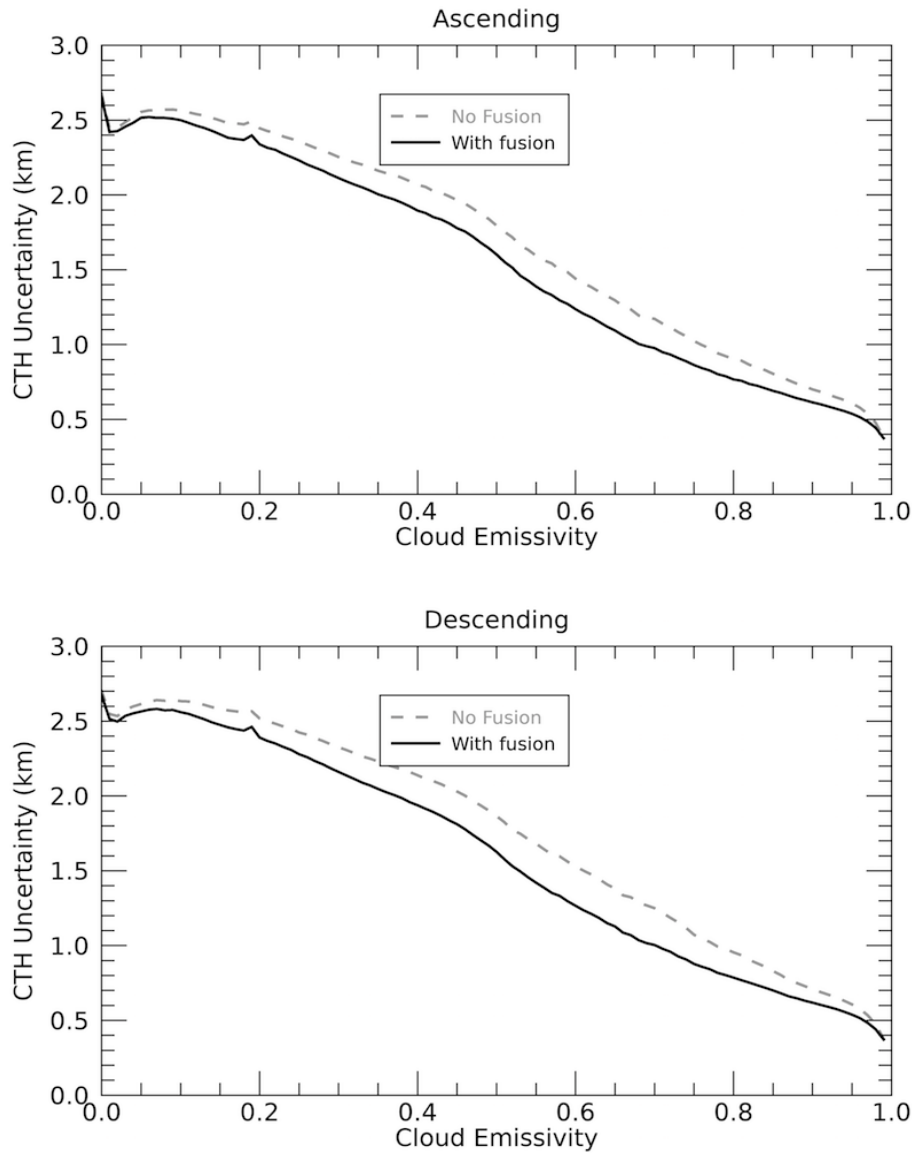 Ascending
3.0
2.5
2.0
1.5
1.0
0.5
0.0
CTH Uncertainty (km)
No Fusion
With fusion
0.0 0.2 0.4 0.6 0.8 1.0
Cloud Emissivity
Descending
3.0
2.5
2.0
1.5
1.0
0.5
0.0
CTH Uncertainty (km)
No Fusion
With fusion
0.0 0.2 0.4 0.6 0.8 1.0
Cloud Emissivity